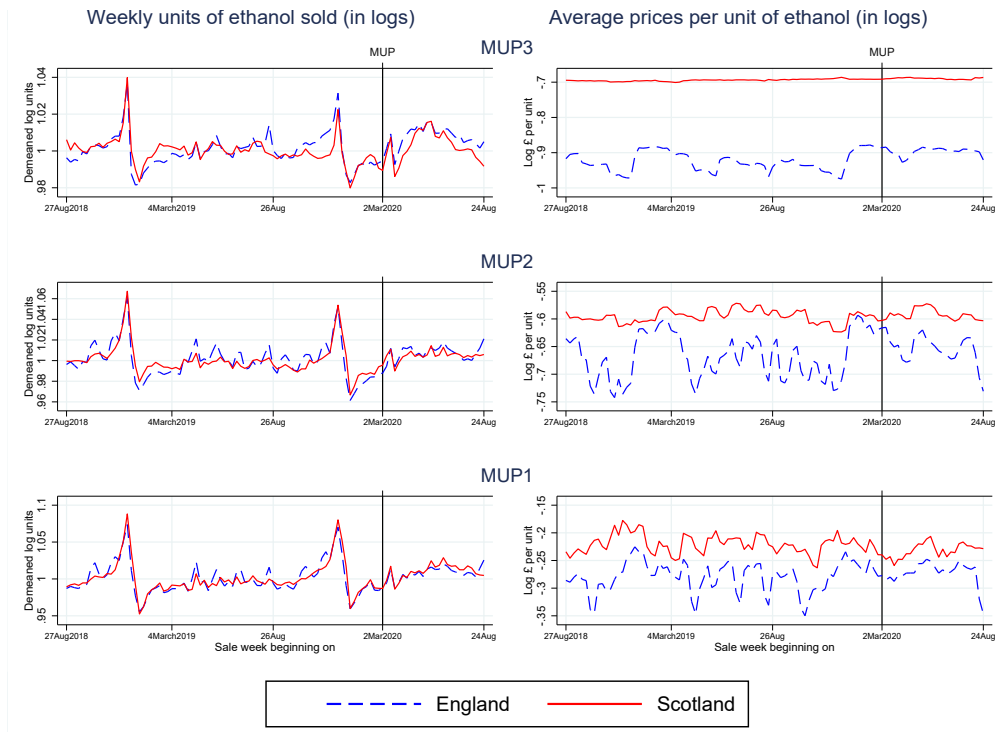 Weekly units of ethanol sold (in logs)
Average prices per unit of ethanol (in logs)
MUP3
MUP
Demeaned log units
1.04
1.02
1
.98
27Aug2018
4March2019
26Aug
2Mar2020
24Aug
MUP
Log £ per unit
-.7
-.8
-.9
-1
27Aug2018
4March2019
26Aug
2Mar2020
24Aug
MUP2
Demeaned log units
.96 .98 1 1.02 1.04 1.06
27Aug2018
4March2019
26Aug
2Mar2020
24Aug
Log £ per unit
-.55
-.6
-.65
-.7
-.75
27Aug2018
4March2019
26Aug
2Mar2020
24Aug
MUP1
Demeaned log units
1.1
1.05
1
.95
27Aug2018
4March2019
26Aug
2Mar2020
24Aug
Sale week beginning on
Log £ per unit
-.15
-.2
-.25
-.3
-.35
27Aug2018
4March2019
26Aug
2Mar2020
24Aug
Sale week beginning on
England
Scotland